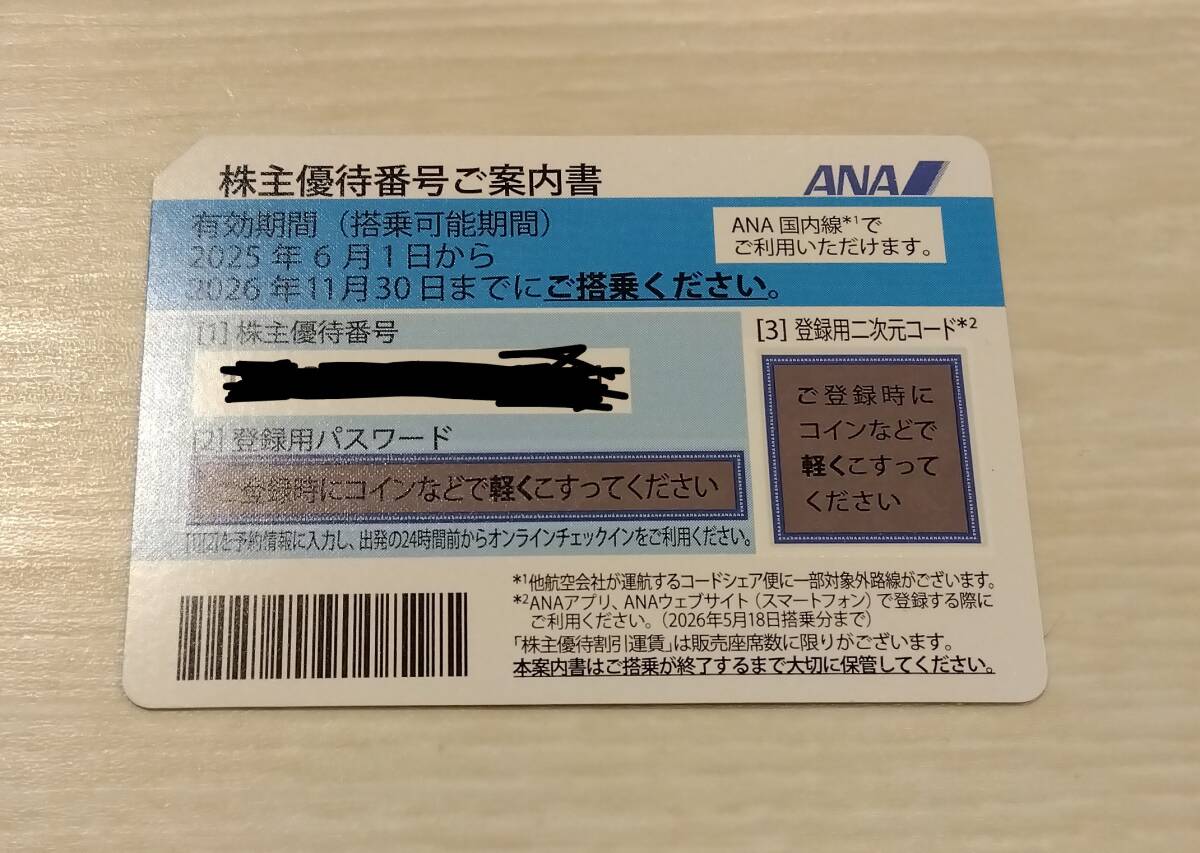 株主優待番号ご案内書
ANA
有効期間（搭乗可能期間）
2025年6月1日から
2026年11月30日までにご搭乗ください。
ANA国内線*1で
ご利用いただけます。
[1]株主優待番号
[2]登録用パスワード
登録時にコインなどで軽くこすってください
[1][2]を予約情報に入力し、出発の24時間前からオンラインチェックインをご利用ください。
[3]登録用二次元コード*2
ご登録時に
コインなどで
軽くこすって
ください
*1他航空会社が運航するコードシェア便に一部対象外路線がございます。
*2ANAアプリ、ANAウェブサイト（スマートフォン）で登録する際に
ご利用ください。（2026年5月18日搭乗分まで）
「株主優待割引運賃」は販売座席数に限りがございます。
本案内書はご搭乗が終了するまで大切に保管してください。